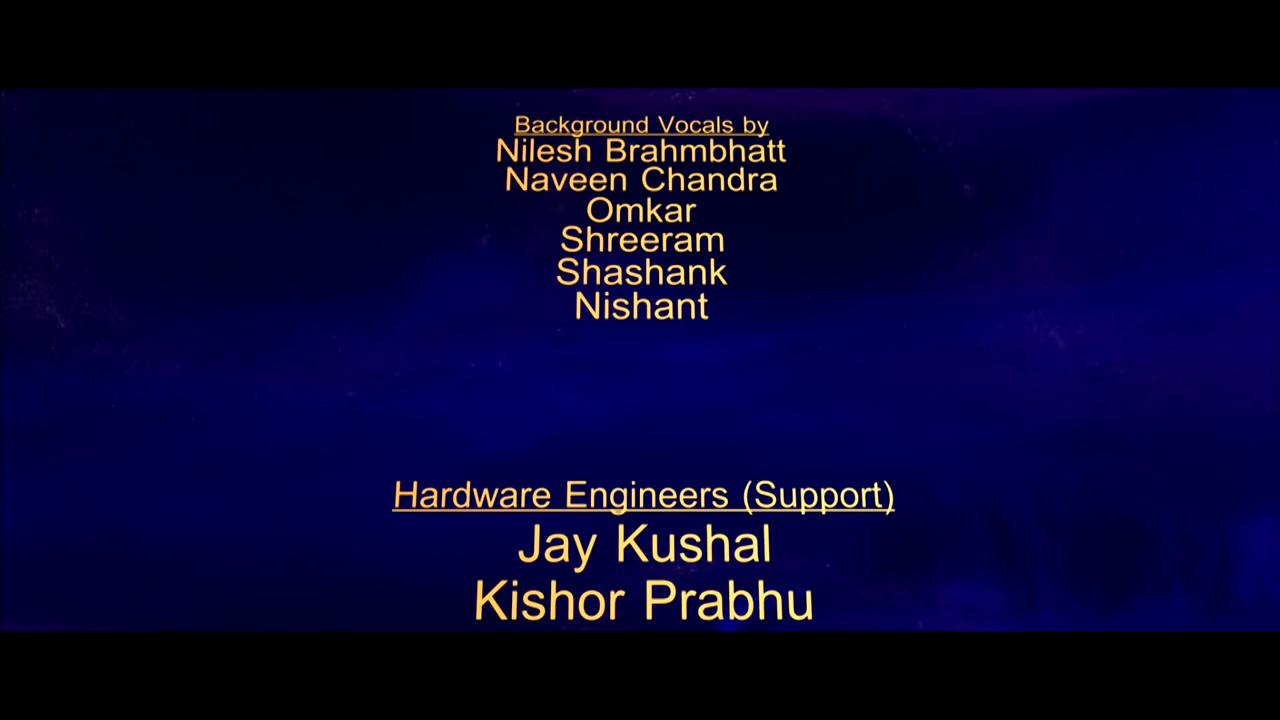 Background Vocals by
Nilesh Brahmbhatt
Naveen Chandra
Omkar
Shreeram
Shashank
Nishant
Hardware Engineers (Support)
Jay Kushal
Kishor Prabhu